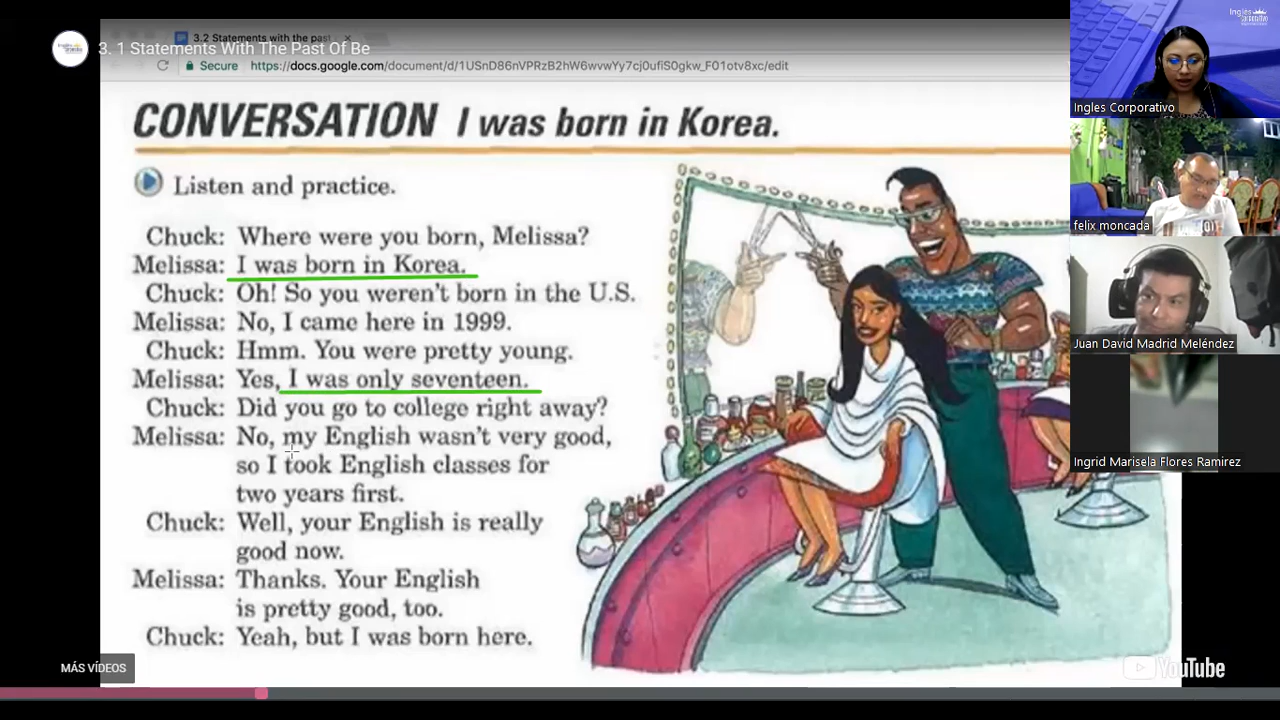 3. 1 Statements With The Past Of Be
3.2 Statements with the past
Secure https://docs.google.com/document/d/1USnD86nVPRzB2hW6wvwYy7cj0ufiS0gkw_F01otv8xc/edit
CONVERSATION I was born in Korea.
Listen and practice.
Chuck: Where were you born, Melissa?
Melissa: I was born in Korea.
Chuck: Oh! So you weren't born in the U.S.
Melissa: No, I came here in 1999.
Chuck: Hmm. You were pretty young.
Melissa: Yes, I was only seventeen.
Chuck: Did you go to college right away?
Melissa: No, my English wasn't very good,
so I took English classes for
two years first.
Chuck: Well, your English is really
good now.
Melissa: Thanks. Your English
is pretty good, too.
Chuck: Yeah, but I was born here.
MÁS VÍDEOS
YouTube
Ingles Corporativo
felix moncada
Juan David Madrid Meléndez
Ingrid Marisela Flores Ramirez